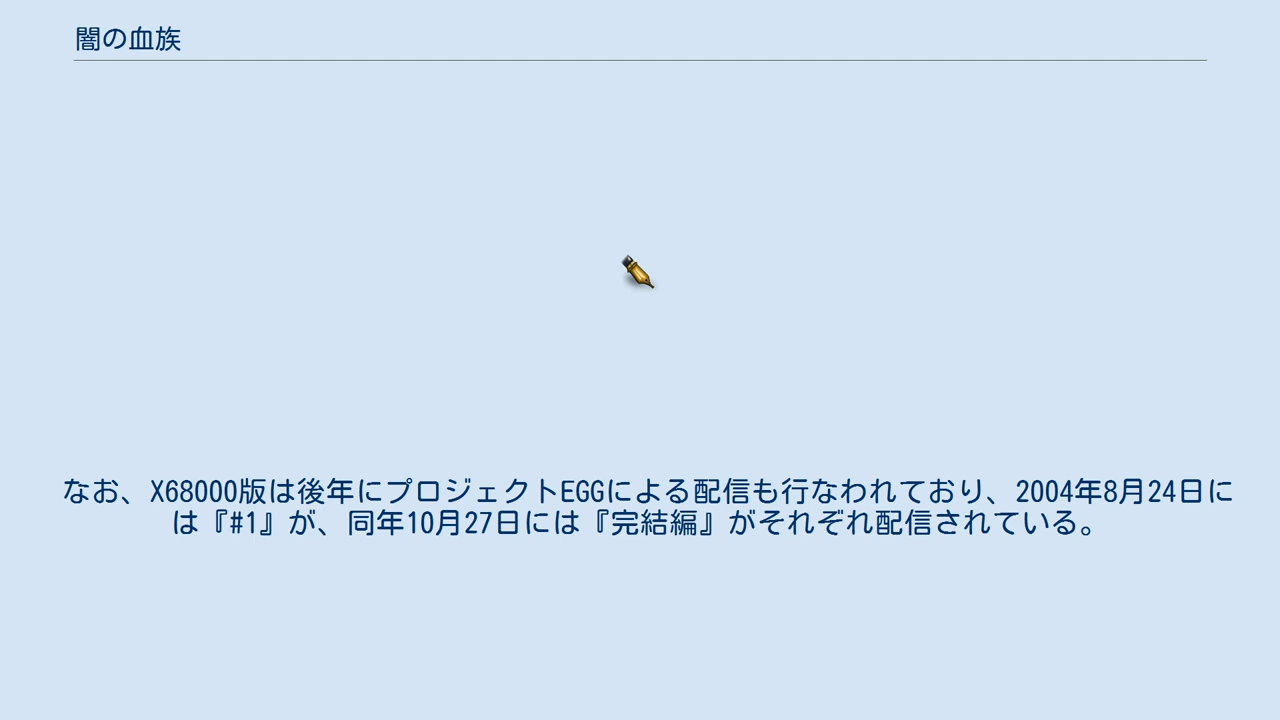 闇の血族
なお、X68000版は後年にプロジェクトEGGによる配信も行なわれており、2004年8月24日に
は『#1』が、同年10月27日には『完結編』がそれぞれ配信されている。